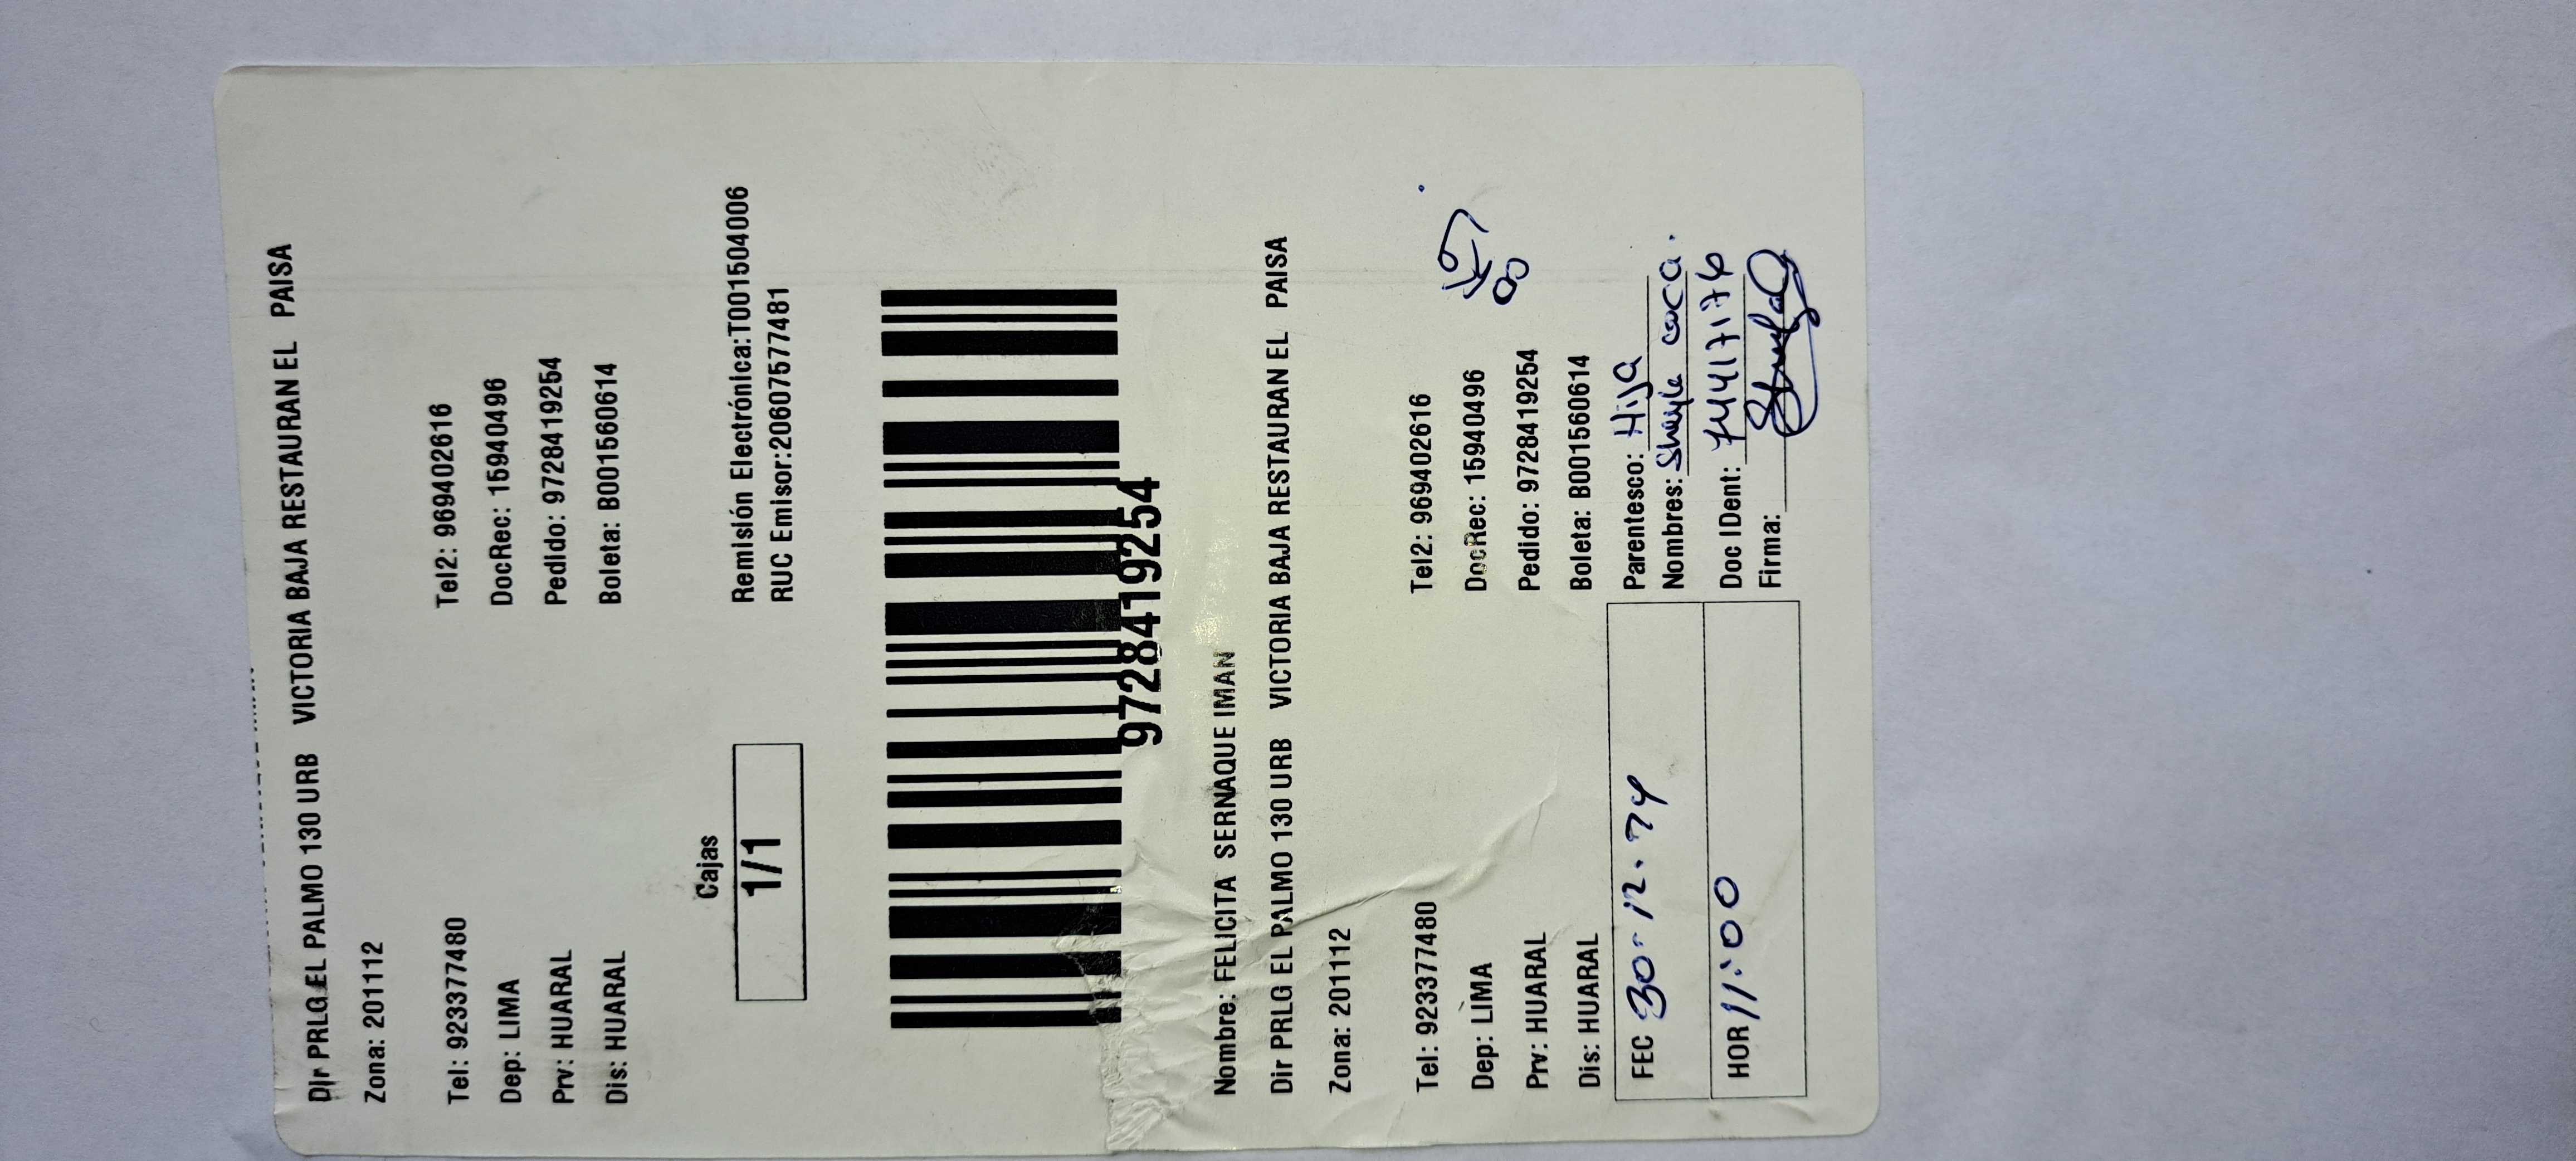 Dir PRLG EL PALMO 130 URB VICTORIA BAJA RESTAURAN EL PAISA
Zona: 201112
Tel: 923377480 Tel2: 969402616
Dep: LIMA DocRec: 15940496
Prv: HUARAL Pedido: 9728419254
Dis: HUARAL Boleta: B001560614
Cajas
1/1
Remisión Electrónica:T001504006
RUC Emisor:20607577481
9728419254
Nombre: FELICITA SERNAQUE IMAN
Dir PRLG EL PALMO 130 URB VICTORIA BAJA RESTAURAN EL PAISA
Zona: 201112
Tel: 923377480 Tel2: 969402616
Dep: LIMA DocRec: 15940496
Prv: HUARAL Pedido: 9728419254
Dis: HUARAL Boleta: B001560614
FEC 30.12.24 Parentesco: Hija
Nombres: Sheyla coca.
HOR 11:00 Doc IDent: 74417176
Firma: